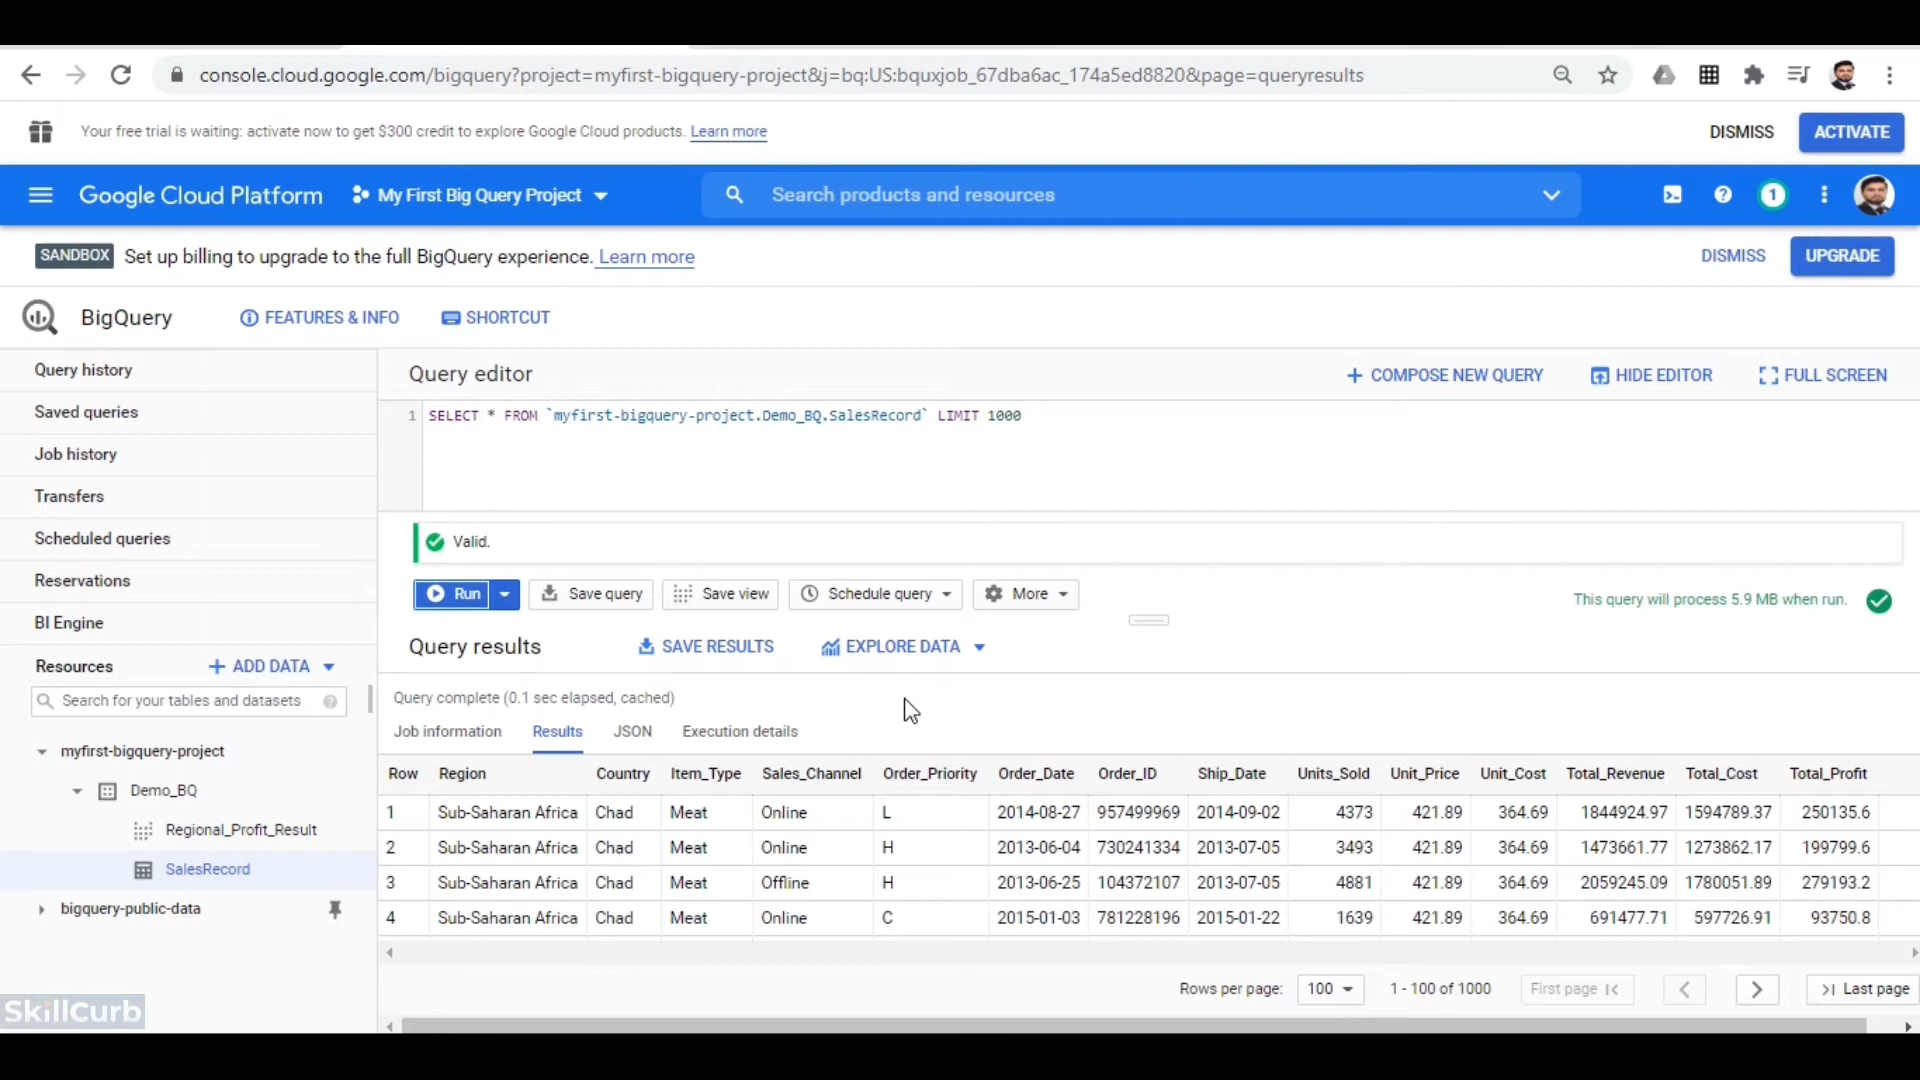 console.cloud.google.com/bigquery?project=myfirst-bigquery-project&j=bq:US:bquxjob_67dba6ac_174a5ed8820&page=queryresults
Your free trial is waiting: activate now to get $300 credit to explore Google Cloud products. Learn more
DISMISS
ACTIVATE
Google Cloud Platform
My First Big Query Project
Search products and resources
1
SANDBOX Set up billing to upgrade to the full BigQuery experience. Learn more
DISMISS
UPGRADE
BigQuery
FEATURES & INFO
SHORTCUT
Query history
Saved queries
Job history
Transfers
Scheduled queries
Reservations
BI Engine
Resources
+ ADD DATA
Search for your tables and datasets
myfirst-bigquery-project
Demo_BQ
Regional_Profit_Result
SalesRecord
bigquery-public-data
Query editor
+ COMPOSE NEW QUERY
HIDE EDITOR
FULL SCREEN
1 SELECT * FROM `myfirst-bigquery-project.Demo_BQ.SalesRecord` LIMIT 1000
Valid.
Run
Save query
Save view
Schedule query
More
This query will process 5.9 MB when run.
Query results
SAVE RESULTS
EXPLORE DATA
Query complete (0.1 sec elapsed, cached)
Job information Results JSON Execution details
Row Region Country Item_Type Sales_Channel Order_Priority Order_Date Order_ID Ship_Date Units_Sold Unit_Price Unit_Cost Total_Revenue Total_Cost Total_Profit
1 Sub-Saharan Africa Chad Meat Online L 2014-08-27 957499969 2014-09-02 4373 421.89 364.69 1844924.97 1594789.37 250135.6
2 Sub-Saharan Africa Chad Meat Online H 2013-06-04 730241334 2013-07-05 3493 421.89 364.69 1473661.77 1273862.17 199799.6
3 Sub-Saharan Africa Chad Meat Offline H 2013-06-25 104372107 2013-07-05 4881 421.89 364.69 2059245.09 1780051.89 279193.2
4 Sub-Saharan Africa Chad Meat Online C 2015-01-03 781228196 2015-01-22 1639 421.89 364.69 691477.71 597726.91 93750.8
Rows per page: 100 1 - 100 of 1000 First page Last page
SkillCurb